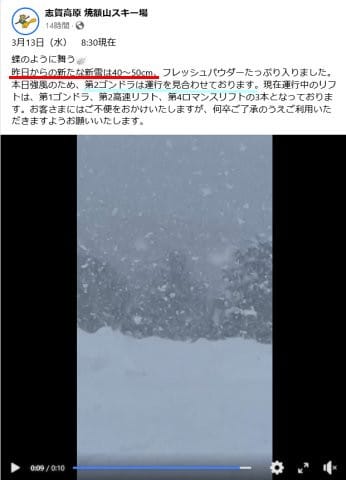 志賀高原 焼額山スキー場
14時間
3月13日（水） 8:30現在
蝶のように舞う
昨日からの新たな新雪は40～50cm。フレッシュパウダーたっぷり入りました。
本日強風のため、第2ゴンドラは運行を見合わせております。現在運行中のリフ
トは、第1ゴンドラ、第2高速リフト、第4ロマンスリフトの3本となっておりま
す。お客さまにはご不便をおかけいたしますが、何卒ご了承のうえご利用いた
だきますようお願いいたします。
0:09 / 0:10